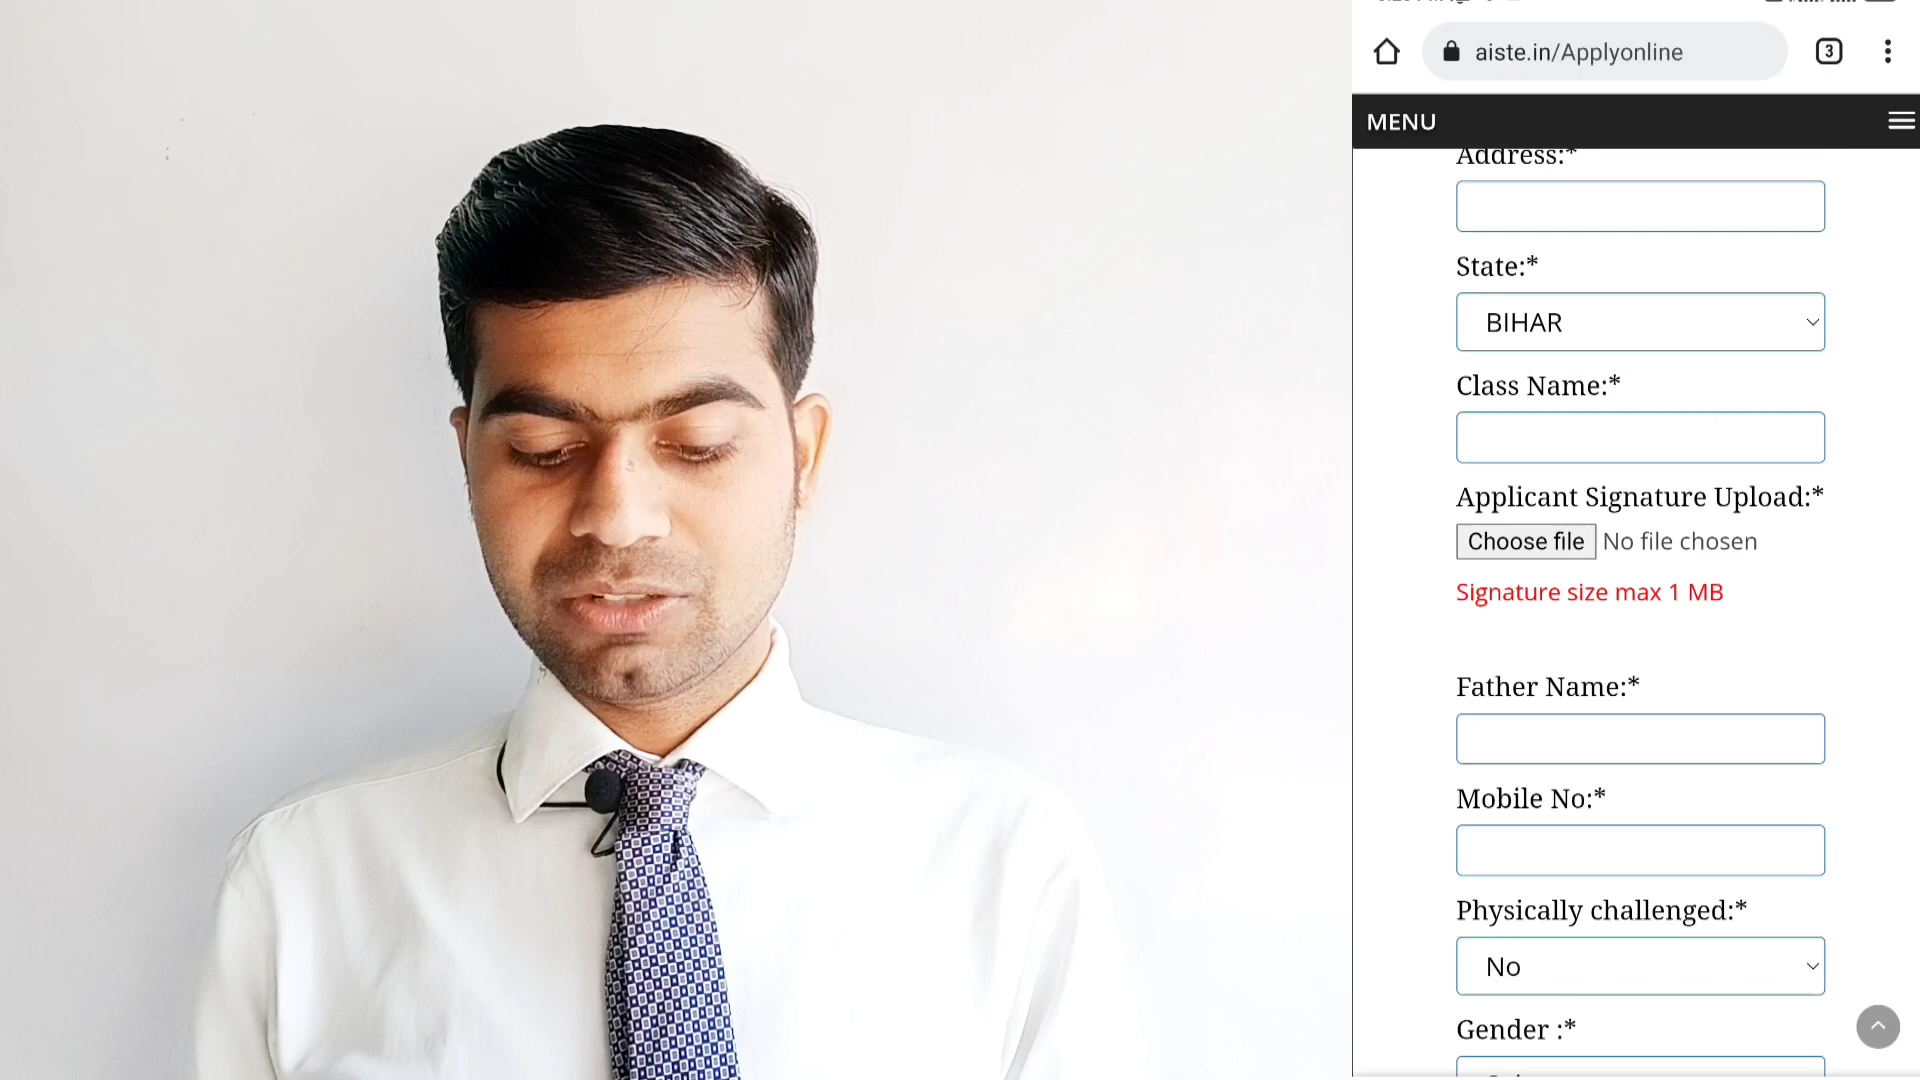 aiste.in/Applyonline
3
MENU
Address:*
State:*
BIHAR
Class Name:*
Applicant Signature Upload:*
Choose file No file chosen
Signature size max 1 MB
Father Name:*
Mobile No:*
Physically challenged:*
No
Gender :*